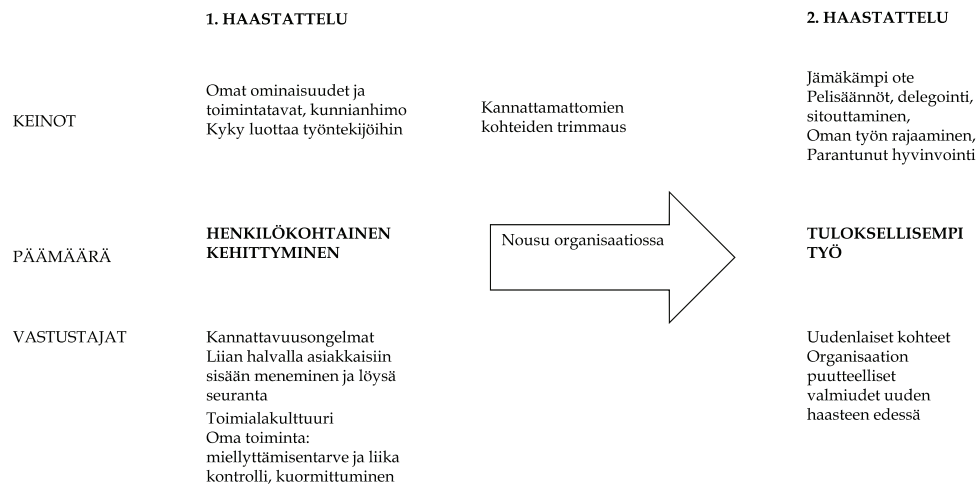 1. HAASTATTELU
2. HAASTATTELU
KEINOT
Omat ominaisuudet ja
toimintatavat, kunnianhimo
Kyky luottaa työntekijöihin
Kannattamattomien
kohteiden trimmaus
Jämäkämpi ote
Pelisäännöt, delegointi,
sitouttaminen,
Oman työn rajaaminen,
Parantunut hyvinvointi
PÄÄMÄÄRÄ
HENKILÖKOHTAINEN
KEHITTYMINEN
Nousu organisaatiossa
TULOKSELLISEMPI
TYÖ
VASTUSTAJAT
Kannattavuusongelmat
Liian halvalla asiakkaisiin
sisään meneminen ja löysä
seuranta
Toimialakulttuuri
Oma toiminta:
miellyttämisentarve ja liika
kontrolli, kuormittuminen
Uudenlaiset kohteet
Organisaation
puutteelliset
valmiudet uuden
haasteen edessä